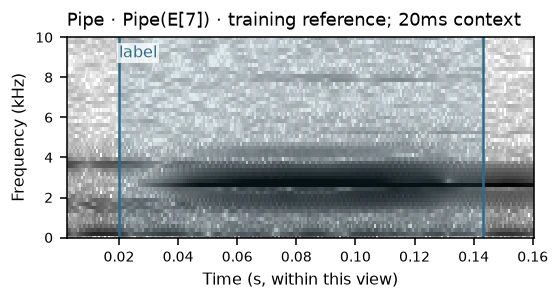 Pipe · Pipe(E[7]) · training reference; 20ms context
label
Frequency (kHz)
10
8
6
4
2
0
0.02 0.04 0.06 0.08 0.10 0.12 0.14 0.16
Time (s, within this view)